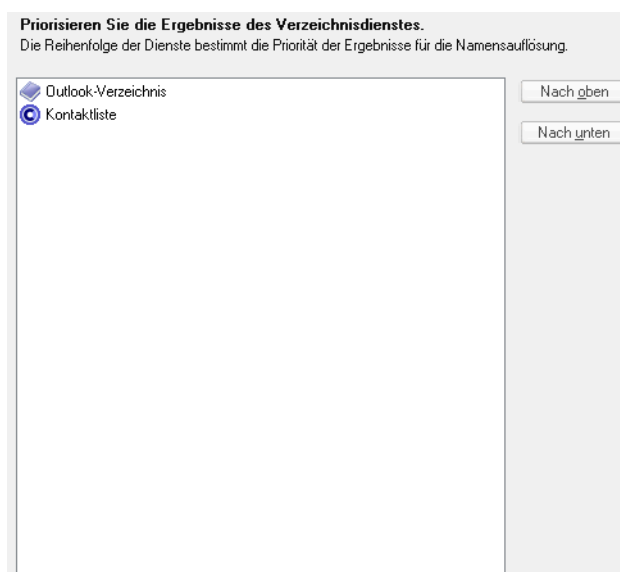 Priorisieren Sie die Ergebnisse des Verzeichnisdienstes.
Die Reihenfolge der Dienste bestimmt die Priorität der Ergebnisse für die Namensauflösung.
Outlook-Verzeichnis
Nach oben
Kontaktliste
Nach unten